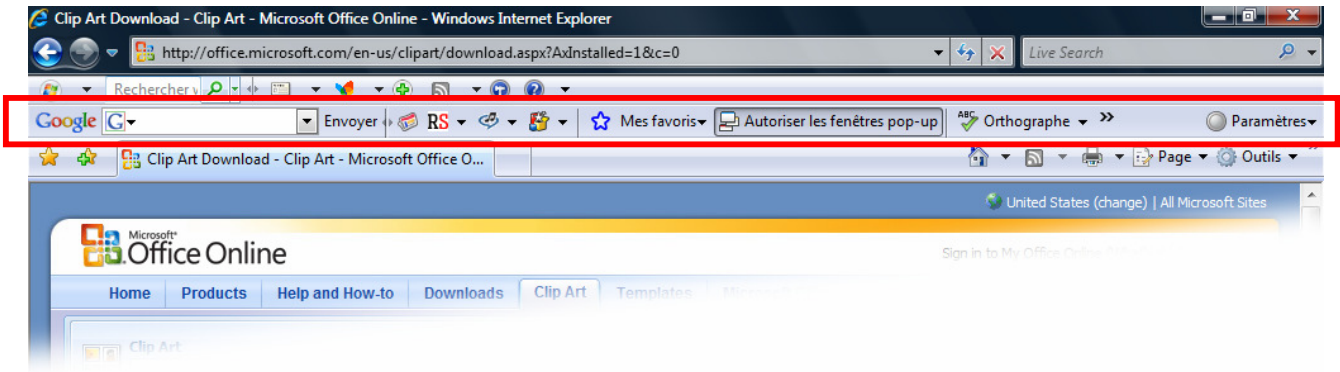 Clip Art Download - Clip Art - Microsoft Office Online - Windows Internet Explorer
http://office.microsoft.com/en-us/clipart/download.aspx?AxInstalled=1&c=0 Live Search
Rechercher
Google G Envoyer RS Mes favoris Autoriser les fenêtres pop-up ABC Orthographe » Paramètres
Clip Art Download - Clip Art - Microsoft Office O... Page Outils »
United States (change) | All Microsoft Sites
Microsoft
Office Online
Sign in to My Office Online
Home Products Help and How-to Downloads Clip Art Templates
Clip Art